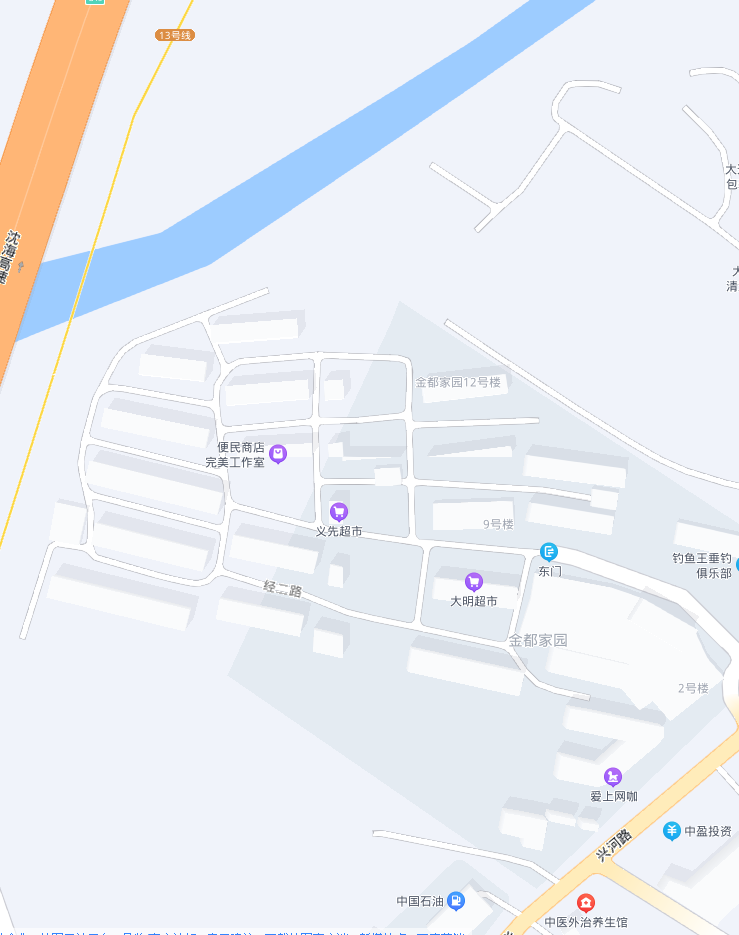 13号线
沈海高速
大
包
大
清
金都家园12号楼
便民商店
完美工作室
义先超市
9号楼
东门
钓鱼王垂钓
俱乐部
大明超市
经二路
金都家园
2号楼
爱上网咖
兴河路
中盈投资
中国石油
中医外治养生馆